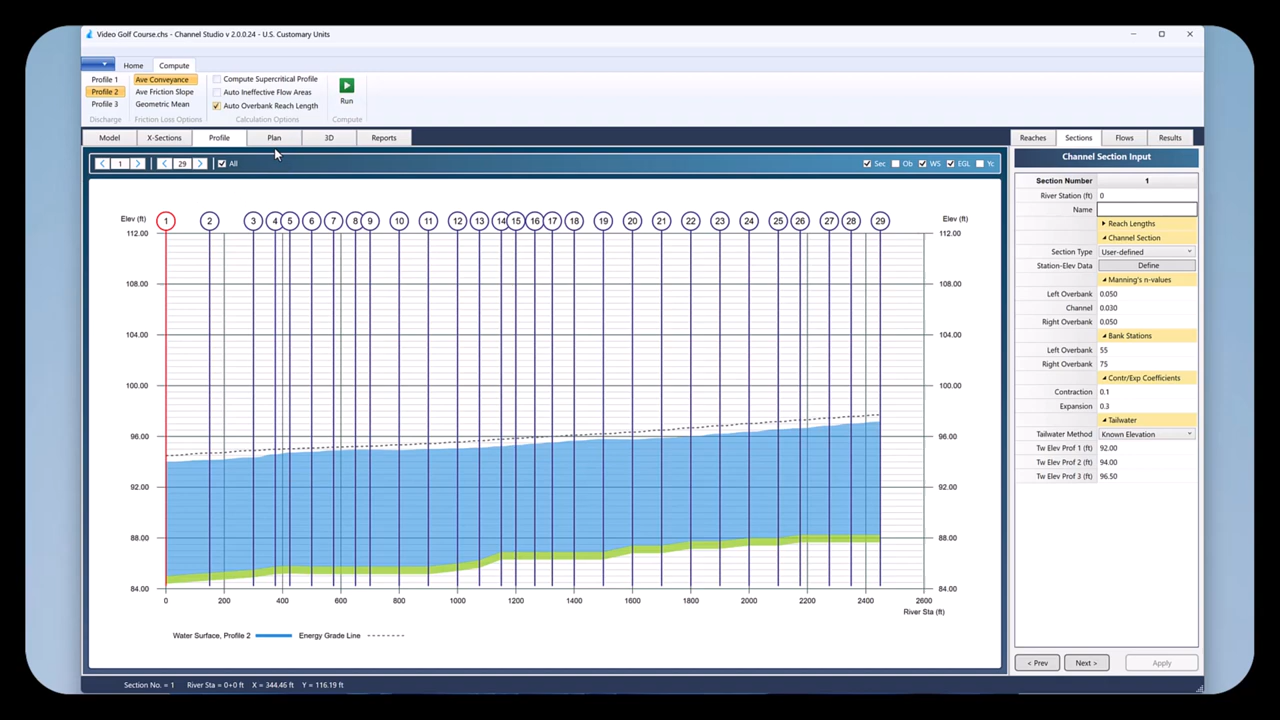 Video Golf Course.chs - Channel Studio v2.0.0.24 - U.S. Customary Units
Home Compute
Profile 1 Ave Conveyance Compute Supercritical Profile
Profile 2 Ave Friction Slope Auto Ineffective Flow Areas
Profile 3 Geometric Mean Auto Overbank Reach Length Run
Discharge Friction Loss Options Calculation Options Compute
Model X-Sections Profile Plan 3D Reports
Reaches Sections Flows Results
1 29 All Sec Ob WS EGL Yc
Channel Section Input
Section Number 1
River Station (ft) 0
Name
Reach Lengths
Channel Section
Section Type User-defined
Station-Elev Data Define
Manning's n-values
Left Overbank 0.050
Channel 0.030
Right Overbank 0.050
Bank Stations
Left Overbank 55
Right Overbank 75
Contr/Exp Coefficients
Contraction 0.1
Expansion 0.3
Tailwater
Tailwater Method Known Elevation
Tw Elev Prof 1 (ft) 92.00
Tw Elev Prof 2 (ft) 94.00
Tw Elev Prof 3 (ft) 96.50
< Prev Next > Apply
Elev (ft) 1 2 3 4 5 6 7 8 9 10 11 12 13 14 15 16 17 18 19 20 21 22 23 24 25 26 27 28 29 Elev (ft)
112.00 112.00
108.00 108.00
104.00 104.00
100.00 100.00
96.00 96.00
92.00 92.00
88.00 88.00
84.00 84.00
0 200 400 600 800 1000 1200 1400 1600 1800 2000 2200 2400 2600
River Sta (ft)
Water Surface, Profile 2 Energy Grade Line
Section No. = 1 River Sta = 0+0 ft X = 344.46 ft Y = 116.19 ft